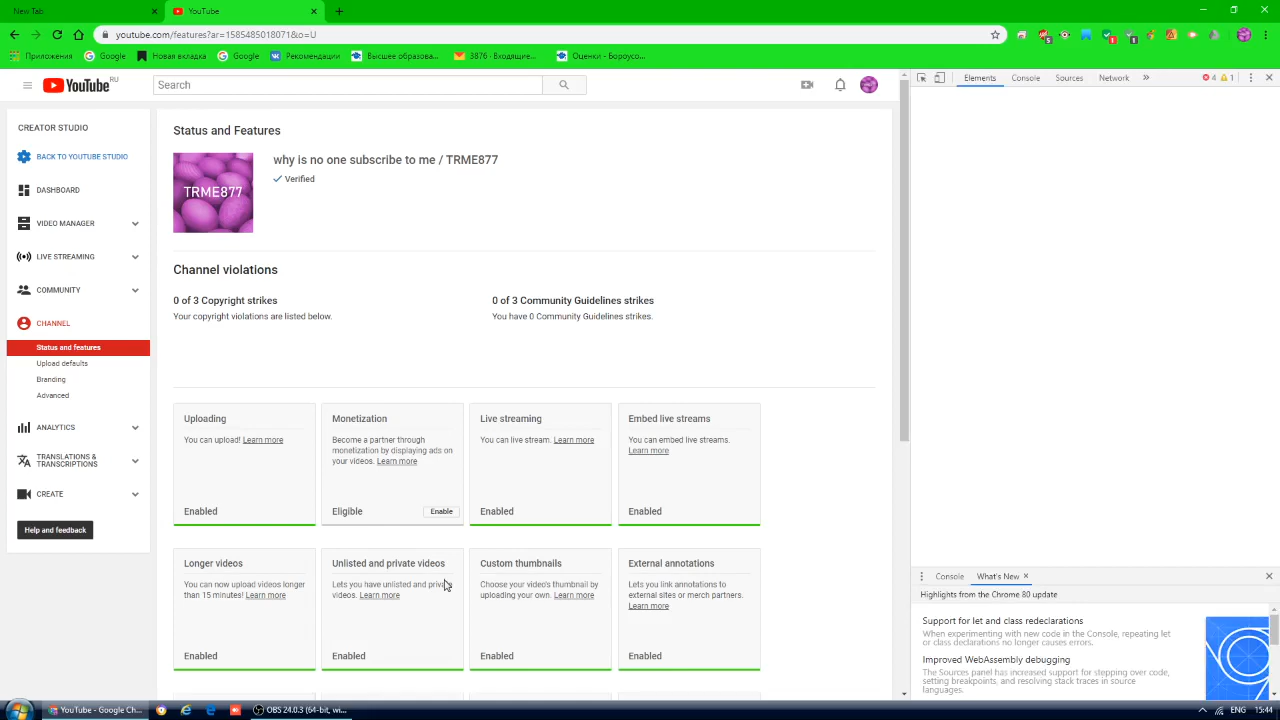 New Tab
YouTube
youtube.com/features?ar=1585485018071&o=U
Приложения
Google
Новая вкладка
Google
Рекомендации
Высшее образова...
3876 - Входящие...
Оценки - Бороусо...
YouTube RU
Search
Elements
Console
Sources
Network
4
1
CREATOR STUDIO
BACK TO YOUTUBE STUDIO
DASHBOARD
VIDEO MANAGER
LIVE STREAMING
COMMUNITY
CHANNEL
Status and features
Upload defaults
Branding
Advanced
ANALYTICS
TRANSLATIONS &
TRANSCRIPTIONS
CREATE
Help and feedback
Status and Features
TRME877
why is no one subscribe to me / TRME877
Verified
Channel violations
0 of 3 Copyright strikes
Your copyright violations are listed below.
0 of 3 Community Guidelines strikes
You have 0 Community Guidelines strikes.
Uploading
You can upload! Learn more
Enabled
Monetization
Become a partner through
monetization by displaying ads on
your videos. Learn more
Eligible
Enable
Live streaming
You can live stream. Learn more
Enabled
Embed live streams
You can embed live streams.
Learn more
Enabled
Longer videos
You can now upload videos longer
than 15 minutes! Learn more
Enabled
Unlisted and private videos
Lets you have unlisted and private
videos. Learn more
Enabled
Custom thumbnails
Choose your video's thumbnail by
uploading your own. Learn more
Enabled
External annotations
Lets you link annotations to
external sites or merch partners.
Learn more
Enabled
Console
What's New
Highlights from the Chrome 80 update
Support for let and class redeclarations
When experimenting with new code in the Console, repeating let
or class declarations no longer causes errors.
Improved WebAssembly debugging
The Sources panel has increased support for stepping over code,
setting breakpoints, and resolving stack traces in source
languages.
YouTube - Google Ch...
OBS 24.0.3 (64-bit, wi...
ENG
15:44